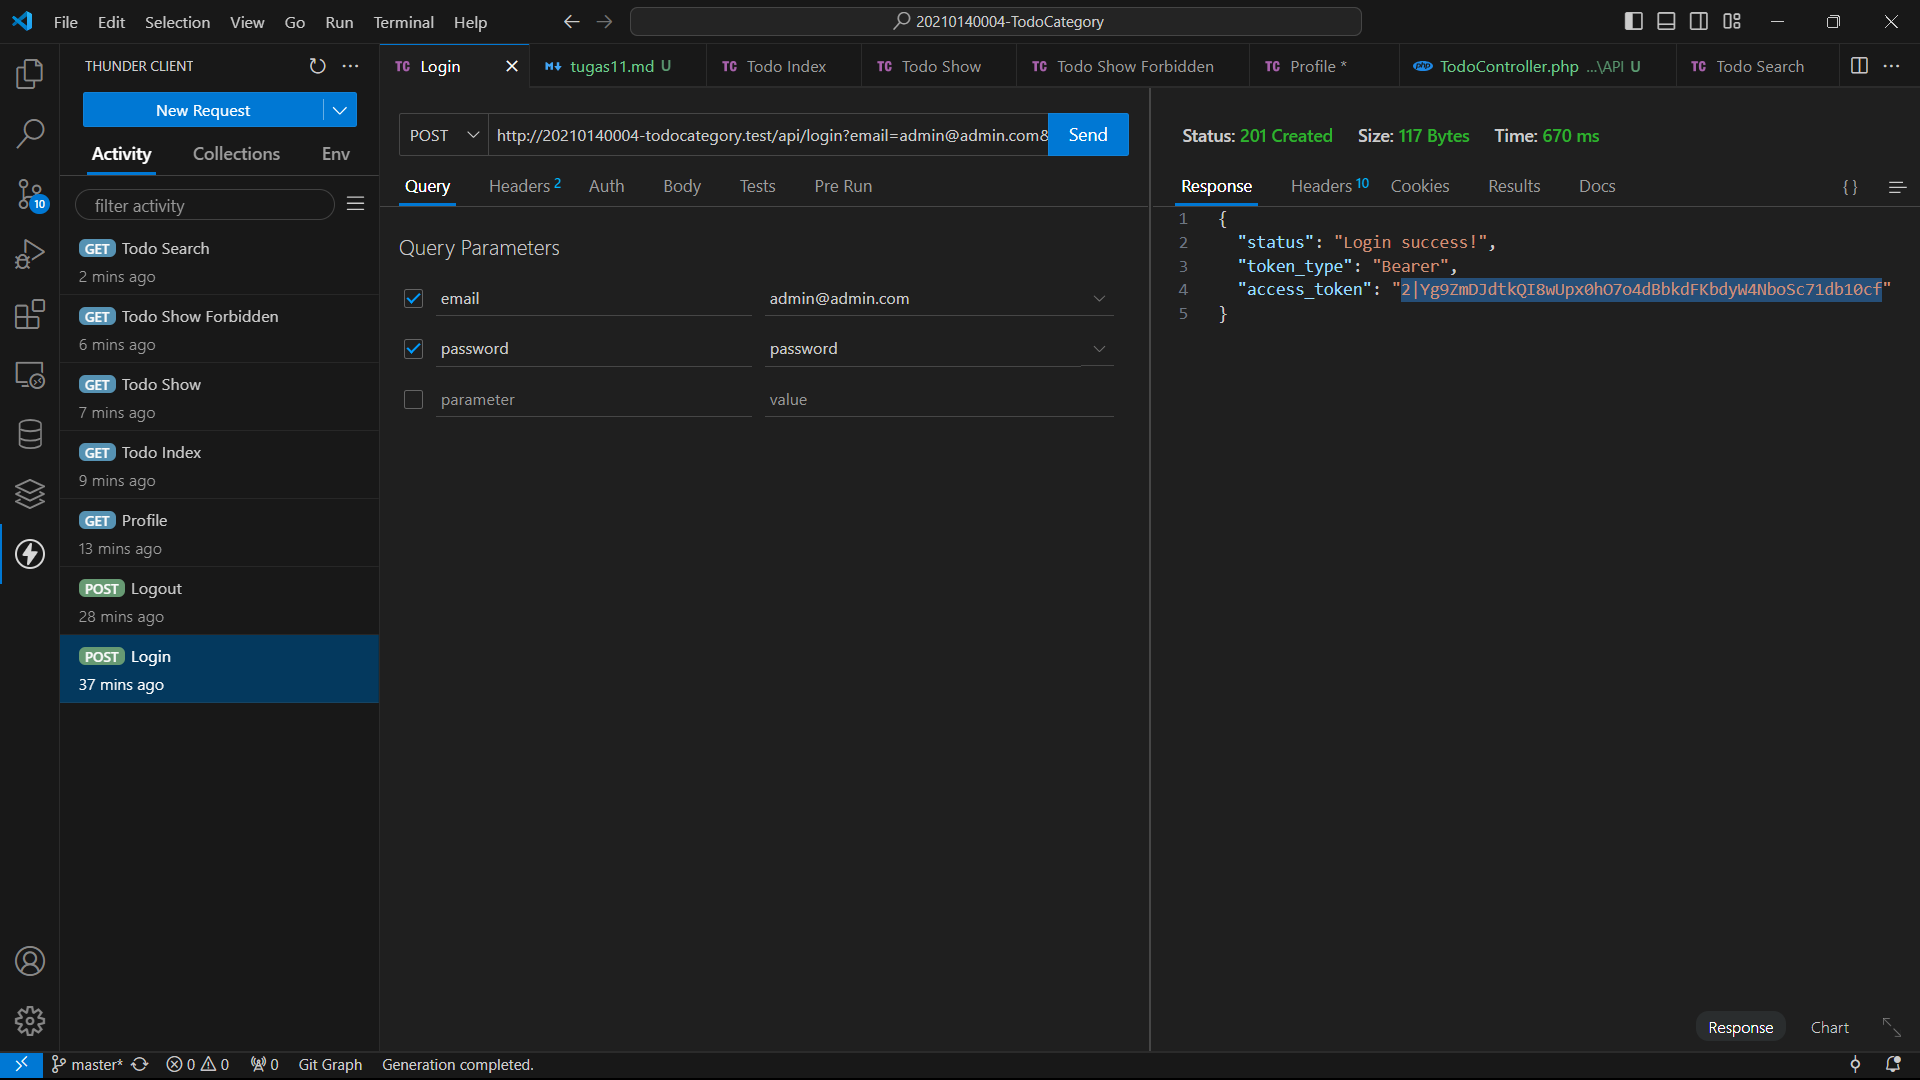 File Edit Selection View Go Run Terminal Help
20210140004-TodoCategory
THUNDER CLIENT
New Request
Activity Collections Env
filter activity
GET Todo Search
2 mins ago
GET Todo Show Forbidden
6 mins ago
GET Todo Show
7 mins ago
GET Todo Index
9 mins ago
GET Profile
13 mins ago
POST Logout
28 mins ago
POST Login
37 mins ago
10
TC Login
M+ tugas11.md U
TC Todo Index
TC Todo Show
TC Todo Show Forbidden
TC Profile *
php TodoController.php ...\API U
TC Todo Search
POST http://20210140004-todocategory.test/api/login?email=admin@admin.com& Send
Query Headers 2 Auth Body Tests Pre Run
Query Parameters
email admin@admin.com
password password
parameter value
Status: 201 Created Size: 117 Bytes Time: 670 ms
Response Headers 10 Cookies Results Docs { }
1 {
2 "status": "Login success!",
3 "token_type": "Bearer",
4 "access_token": "2|Yg9ZmDJdtkQI8wUpx0hO7o4dBbkdFKbdyW4NboSc71db10cf"
5 }
Response Chart
master* 0 0 0 Git Graph Generation completed.